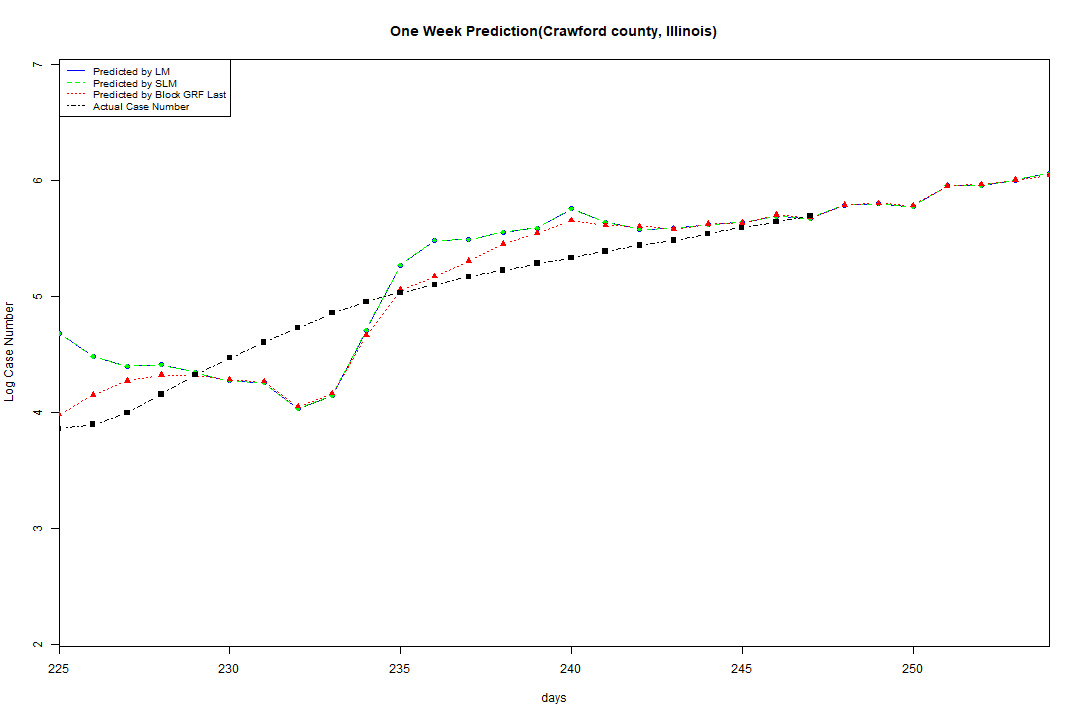 One Week Prediction(Crawford county, Illinois)
Predicted by LM
Predicted by SLM
Predicted by Block GRF Last
Actual Case Number
7
6
5
4
3
2
Log Case Number
225 230 235 240 245 250
days